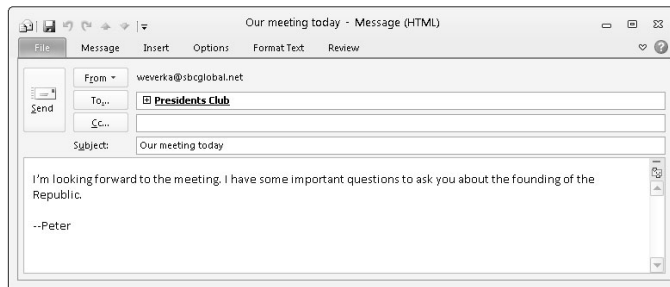 Our meeting today - Message (HTML)
File Message Insert Options Format Text Review
From weverka@sbcglobal.net
Send
To... Presidents Club
Cc...
Subject: Our meeting today
I'm looking forward to the meeting. I have some important questions to ask you about the founding of the
Republic.
--Peter